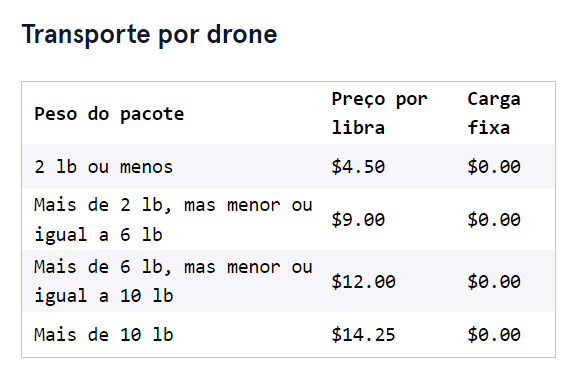 Transporte por drone
Peso do pacote Preço por libra Carga fixa
2 lb ou menos $4.50 $0.00
Mais de 2 lb, mas menor ou igual a 6 lb $9.00 $0.00
Mais de 6 lb, mas menor ou igual a 10 lb $12.00 $0.00
Mais de 10 lb $14.25 $0.00